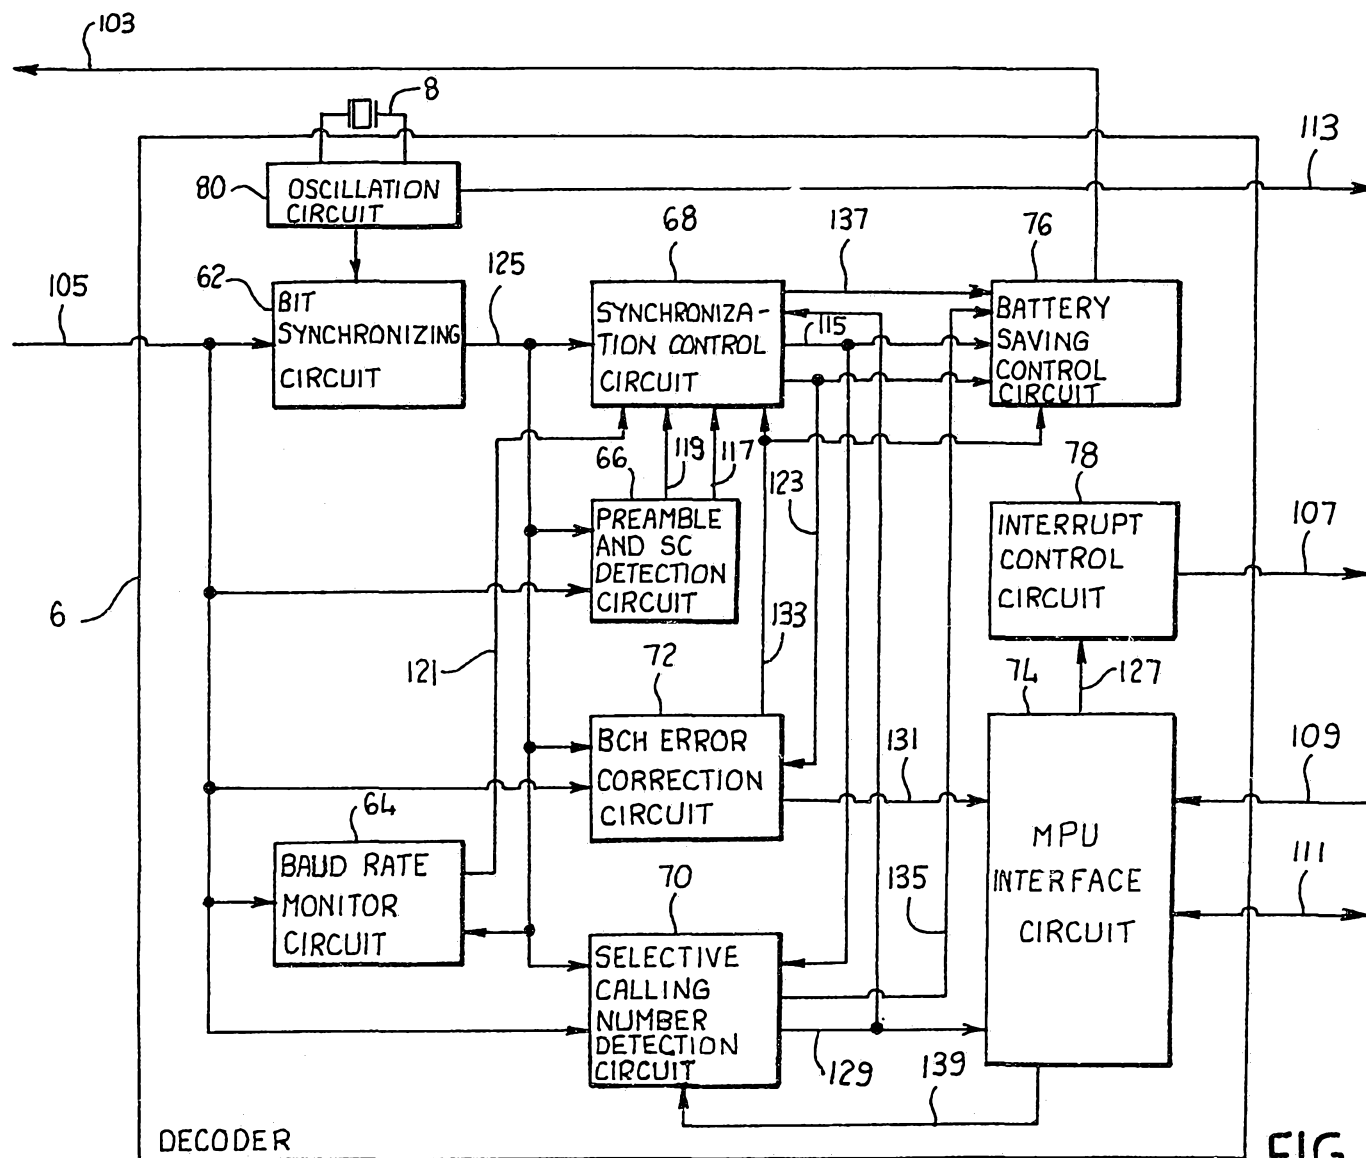 103
8
113
80
OSCILLATION
CIRCUIT
68
137
76
105
62
125
BIT
SYNCHRONIZING
CIRCUIT
SYNCHRONIZA-
TION CONTROL
CIRCUIT
115
BATTERY
SAVING
CONTROL
CIRCUIT
66
119
117
123
78
PREAMBLE
AND SC
DETECTION
CIRCUIT
INTERRUPT
CONTROL
CIRCUIT
107
6
133
121
72
74
127
BCH ERROR
CORRECTION
CIRCUIT
131
109
64
MPU
INTERFACE
CIRCUIT
BAUD RATE
MONITOR
CIRCUIT
70
135
111
SELECTIVE
CALLING
NUMBER
DETECTION
CIRCUIT
129
139
DECODER
FIG